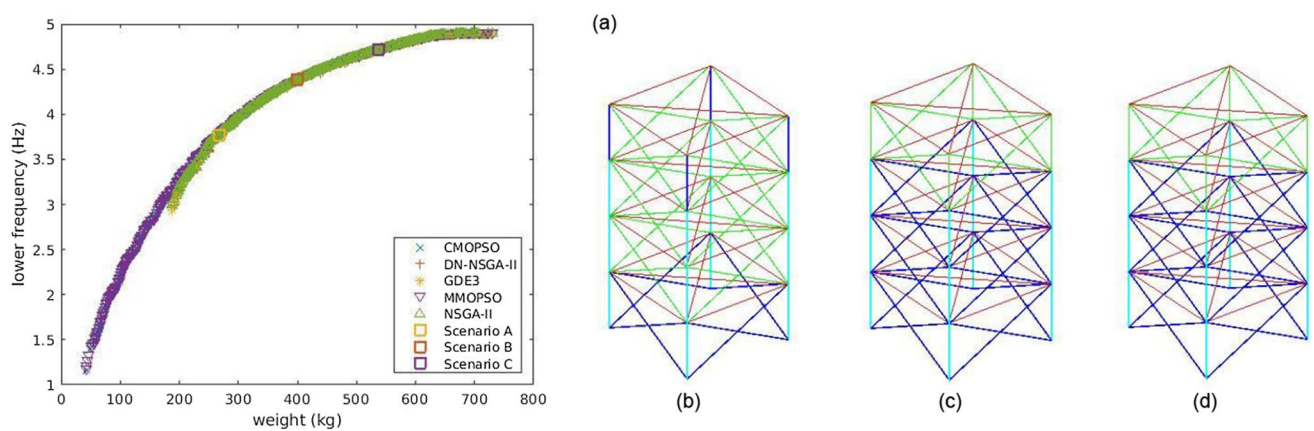 5
4.5
4
3.5
3
2.5
2
1.5
1
lower frequency (Hz)
0 100 200 300 400 500 600 700 800
weight (kg)
CMOPSO
DN-NSGA-II
GDE3
MMOPSO
NSGA-II
Scenario A
Scenario B
Scenario C
(a)
(b) (c) (d)